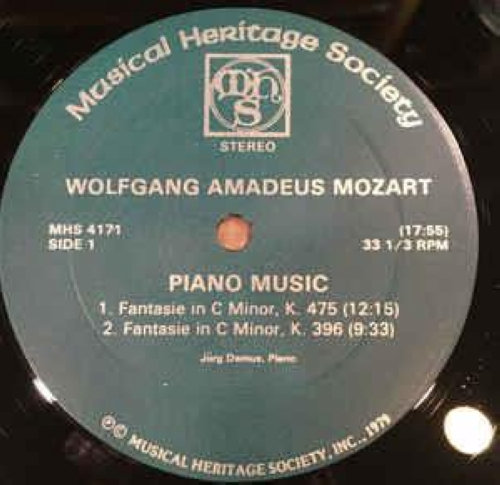 Musical Heritage Society
MHS
STEREO
WOLFGANG AMADEUS MOZART
MHS 4171 (17:55)
SIDE 1 33 1/3 RPM
PIANO MUSIC
1. Fantasie in C Minor, K. 475 (12:15)
2. Fantasie in C Minor, K. 396 (9:33)
Jörg Demus, Piano
℗© MUSICAL HERITAGE SOCIETY, INC., 1979